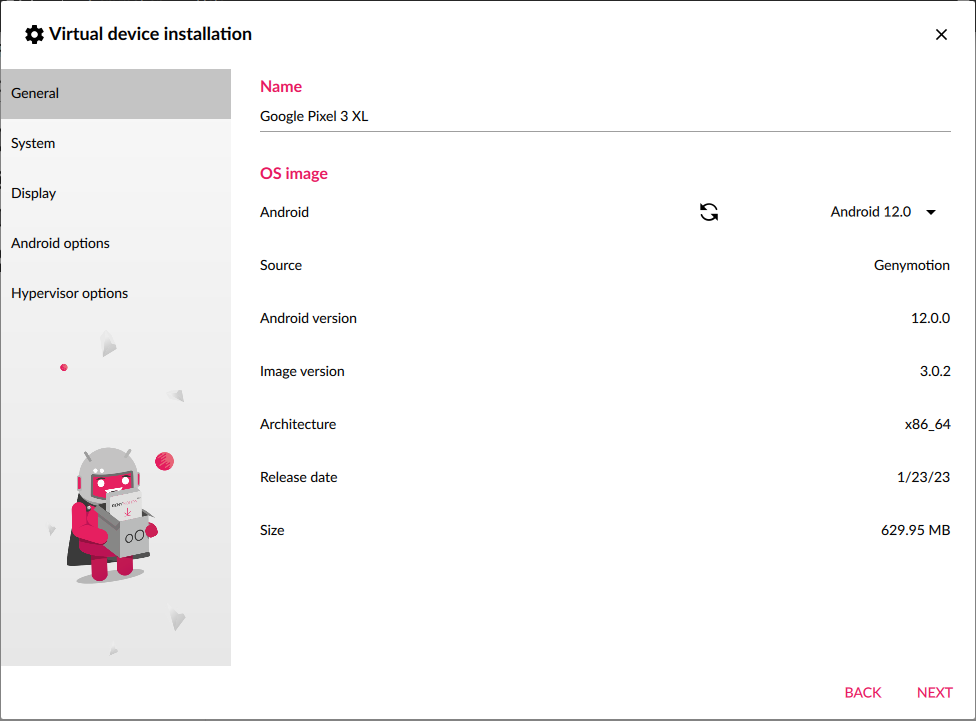 Virtual device installation
General
System
Display
Android options
Hypervisor options
Name
Google Pixel 3 XL
OS image
Android Android 12.0
Source Genymotion
Android version 12.0.0
Image version 3.0.2
Architecture x86_64
Release date 1/23/23
Size 629.95 MB
BACK NEXT